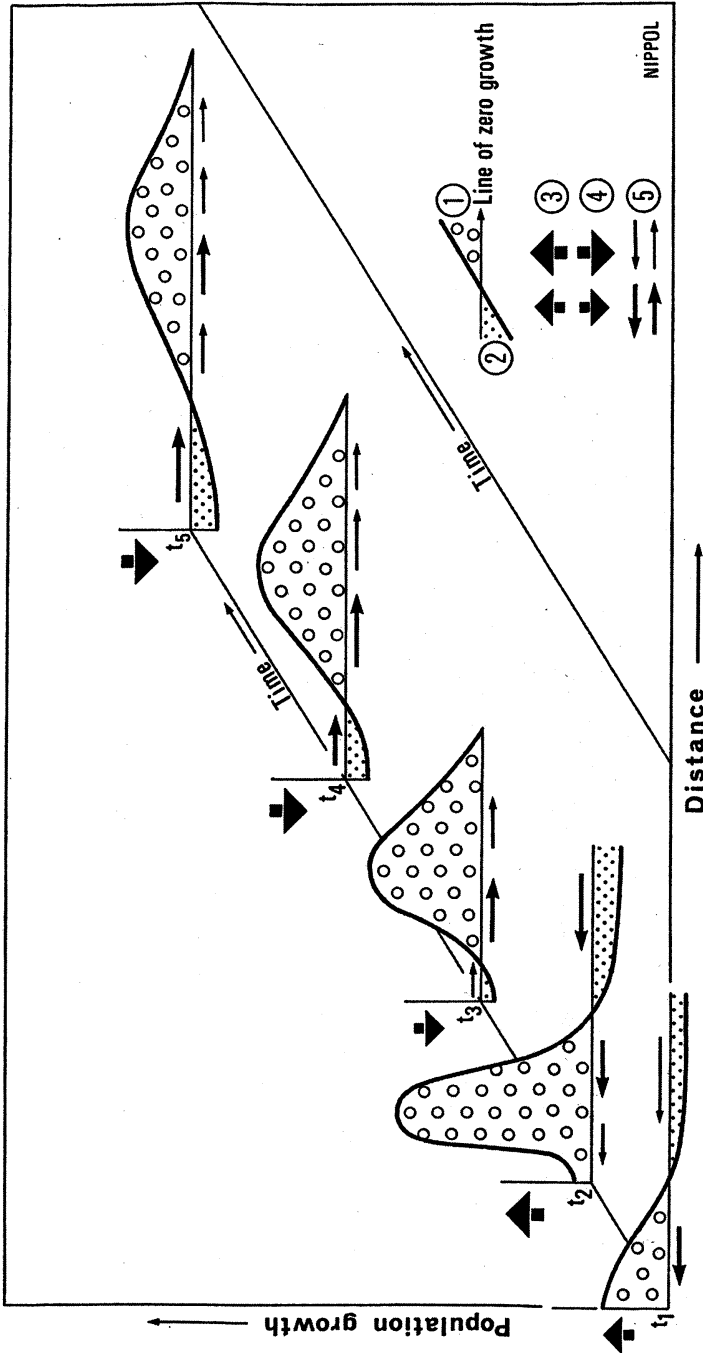 Population growth
t1
t2
t3
t4
t5
Time
Time
Distance
1
Line of zero growth
2
3
4
5
NIPPOL